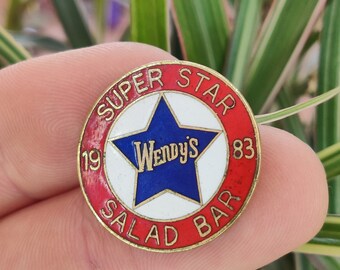 SUPER STAR
19 83
WENDY'S
SALAD BAR